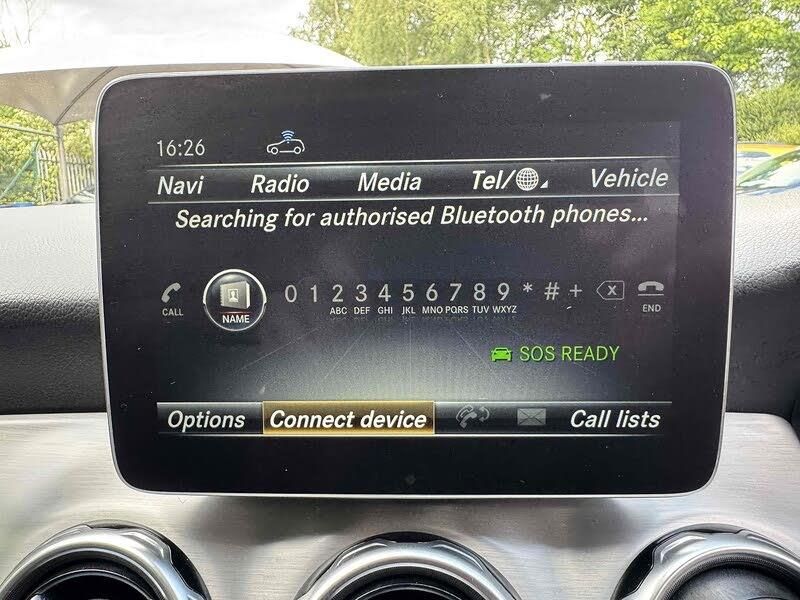 16:26
Navi Radio Media Tel/ Vehicle
Searching for authorised Bluetooth phones...
0 1 2 3 4 5 6 7 8 9 * # +
CALL NAME ABC DEF GHI JKL MNO PQRS TUV WXYZ END
SOS READY
Options Connect device Call lists